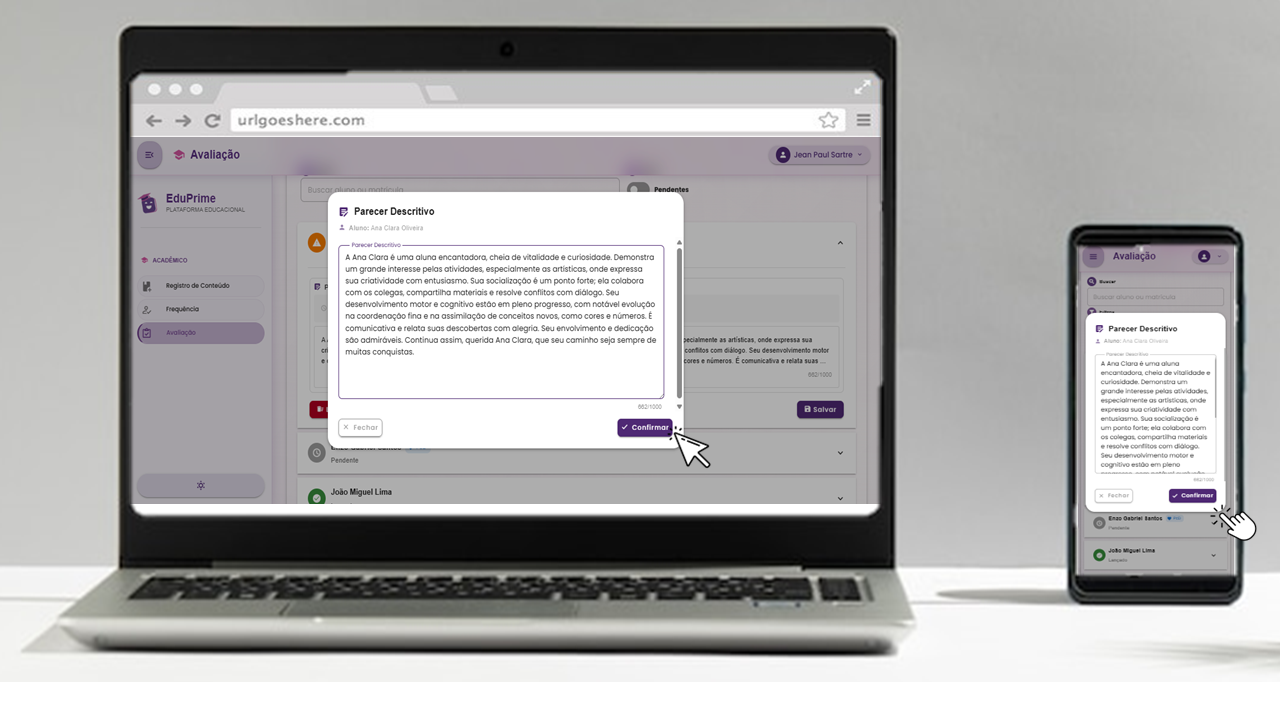 urlgoeshere.com
Avaliação
Jean Paul Sartre
EduPrime
PLATAFORMA EDUCACIONAL
ACADÊMICO
Registro de Conteúdo
Frequência
Avaliação
Buscar aluno ou matrícula
Pendentes
Parecer Descritivo
Aluno: Ana Clara Oliveira
Parecer Descritivo
A Ana Clara é uma aluna encantadora, cheia de vitalidade e curiosidade. Demonstra
um grande interesse pelas atividades, especialmente as artísticas, onde expressa
sua criatividade com entusiasmo. Sua socialização é um ponto forte; ela colabora
com os colegas, compartilha materiais e resolve conflitos com diálogo. Seu
desenvolvimento motor e cognitivo estão em pleno progresso, com notável evolução
na coordenação fina e na assimilação de conceitos novos, como cores e números. É
comunicativa e relata suas descobertas com alegria. Seu envolvimento e dedicação
são admiráveis. Continua assim, querida Ana Clara, que seu caminho seja sempre de
muitas conquistas.
662/1000
Fechar
Confirmar
especialmente as artísticas, onde expressa sua
conflitos com diálogo. Seu desenvolvimento motor
cores e números. É comunicativa e relata suas ...
662/1000
Salvar
Enzo Gabriel Santos
Pendente
João Miguel Lima
Avaliação
Buscar
Buscar aluno ou matrícula
Parecer Descritivo
Aluno: Ana Clara Oliveira
Parecer Descritivo
A Ana Clara é uma aluna
encantadora, cheia de vitalidade e
curiosidade. Demonstra um
grande interesse pelas atividades,
especialmente as artísticas, onde
expressa sua criatividade com
entusiasmo. Sua socialização é
um ponto forte; ela colabora com
os colegas, compartilha materiais
e resolve conflitos com diálogo.
Seu desenvolvimento motor e
cognitivo estão em pleno
progresso, com notável evolução
662/1000
Fechar
Confirmar
Enzo Gabriel Santos
Pendente
João Miguel Lima
Lançado